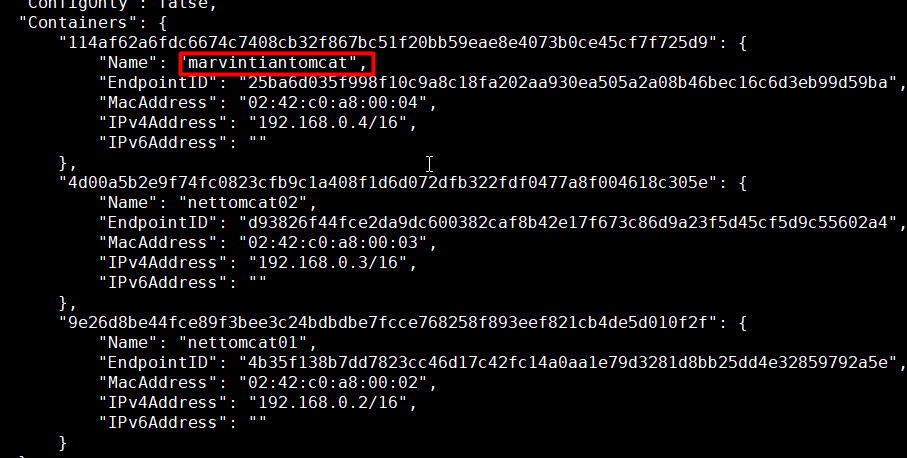 "ConfigOnly": false,
"Containers": {
"114af62a6fdc6674c7408cb32f867bc51f20bb59eae8e4073b0ce45cf7f725d9": {
"Name": "marvintiantomcat",
"EndpointID": "25ba6d035f998f10c9a8c18fa202aa930ea505a2a08b46bec16c6d3eb99d59ba",
"MacAddress": "02:42:c0:a8:00:04",
"IPv4Address": "192.168.0.4/16",
"IPv6Address": ""
},
"4d00a5b2e9f74fc0823cfb9c1a408f1d6d072dfb322fdf0477a8f004618c305e": {
"Name": "nettomcat02",
"EndpointID": "d93826f44fce2da9dc600382caf8b42e17f673c86d9a23f5d45cf5d9c55602a4",
"MacAddress": "02:42:c0:a8:00:03",
"IPv4Address": "192.168.0.3/16",
"IPv6Address": ""
},
"9e26d8be44fce89f3bee3c24bdbdbe7fcce768258f893eef821cb4de5d010f2f": {
"Name": "nettomcat01",
"EndpointID": "4b35f138b7dd7823cc46d17c42fc14a0aa1e79d3281d8bb25dd4e32859792a5e",
"MacAddress": "02:42:c0:a8:00:02",
"IPv4Address": "192.168.0.2/16",
"IPv6Address": ""
}